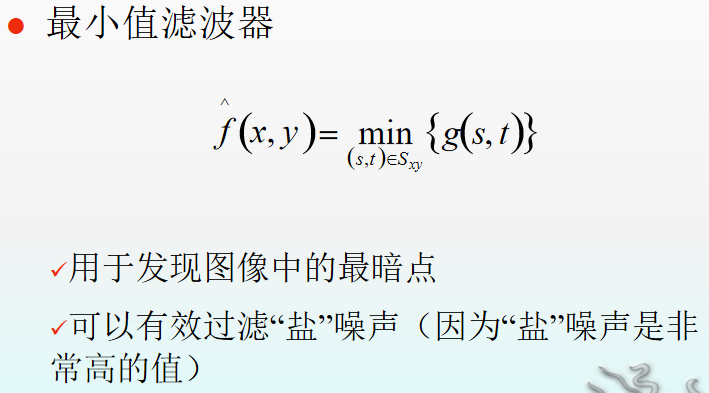 最小值滤波器
f^(x, y) = min_{(s,t)∈S_{xy}} {g(s, t)}
用于发现图像中的最暗点
可以有效过滤“盐”噪声（因为“盐”噪声是非
常高的值）